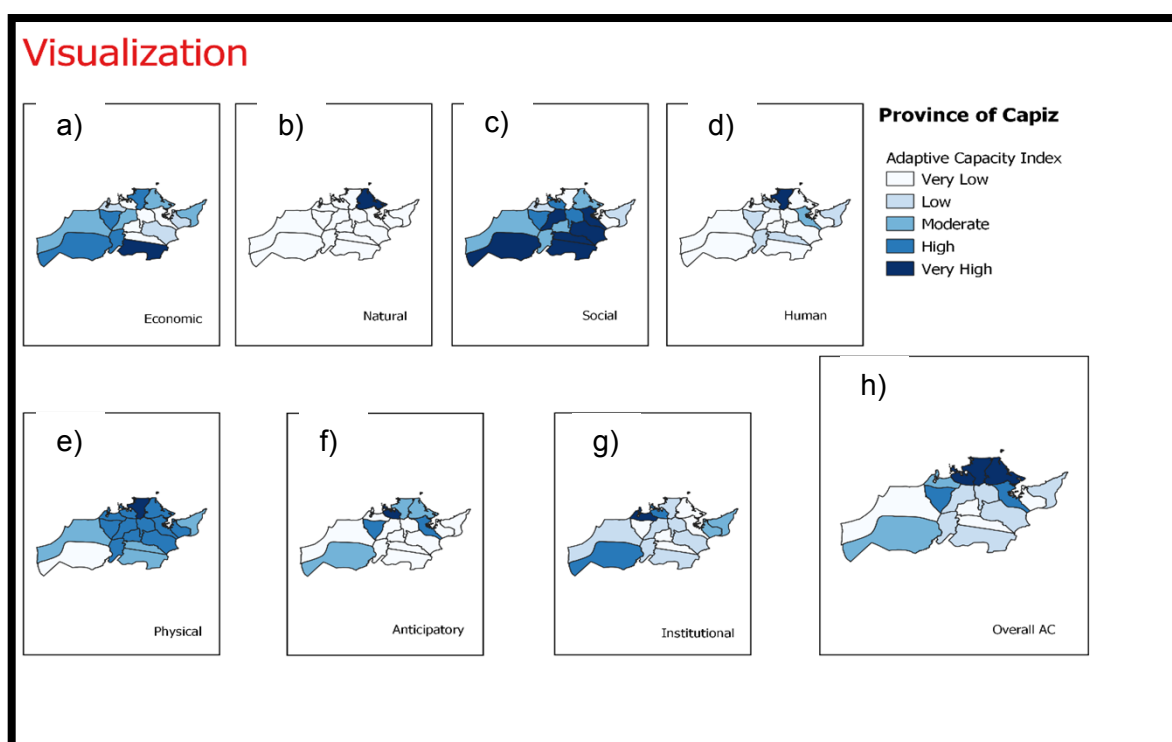 Visualization
a)
b)
c)
d)
Economic
Natural
Social
Human
Province of Capiz
Adaptive Capacity Index
Very Low
Low
Moderate
High
Very High
e)
f)
g)
h)
Physical
Anticipatory
Institutional
Overall AC